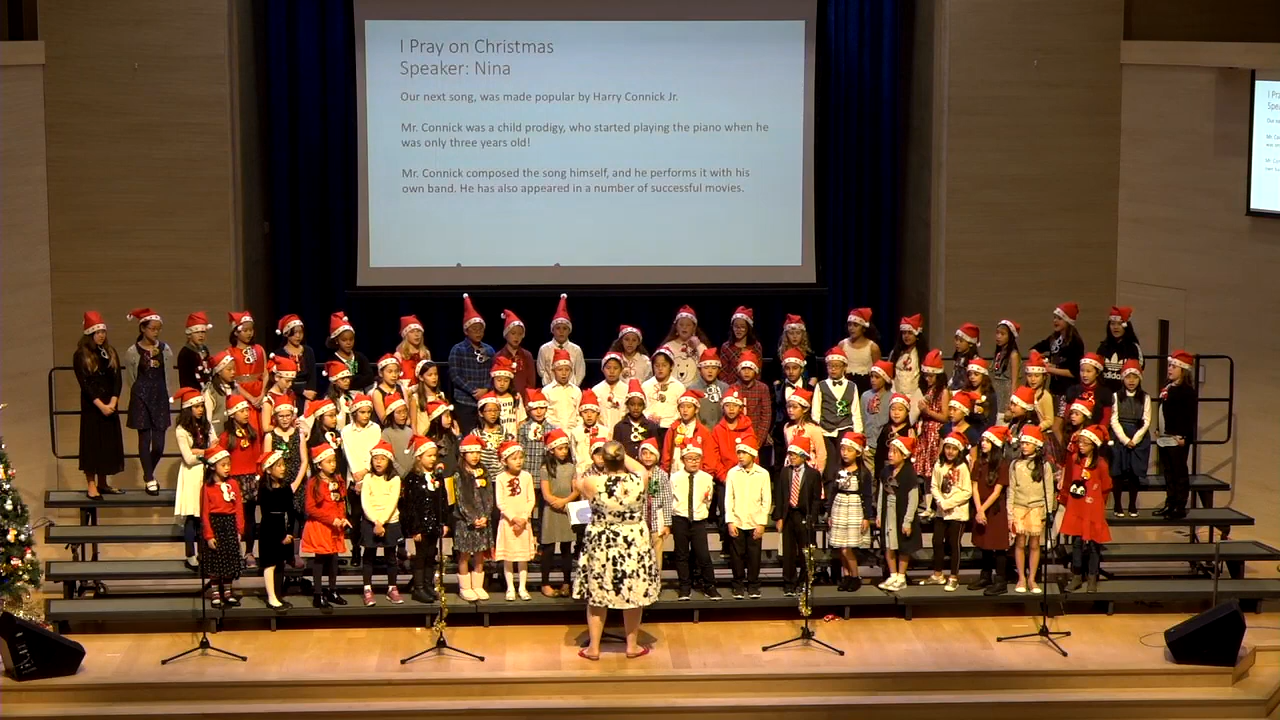 I Pray on Christmas
Speaker: Nina
Our next song, was made popular by Harry Connick Jr.
Mr. Connick was a child prodigy, who started playing the piano when he
was only three years old!
Mr. Connick composed the song himself, and he performs it with his
own band. He has also appeared in a number of successful movies.
adidas